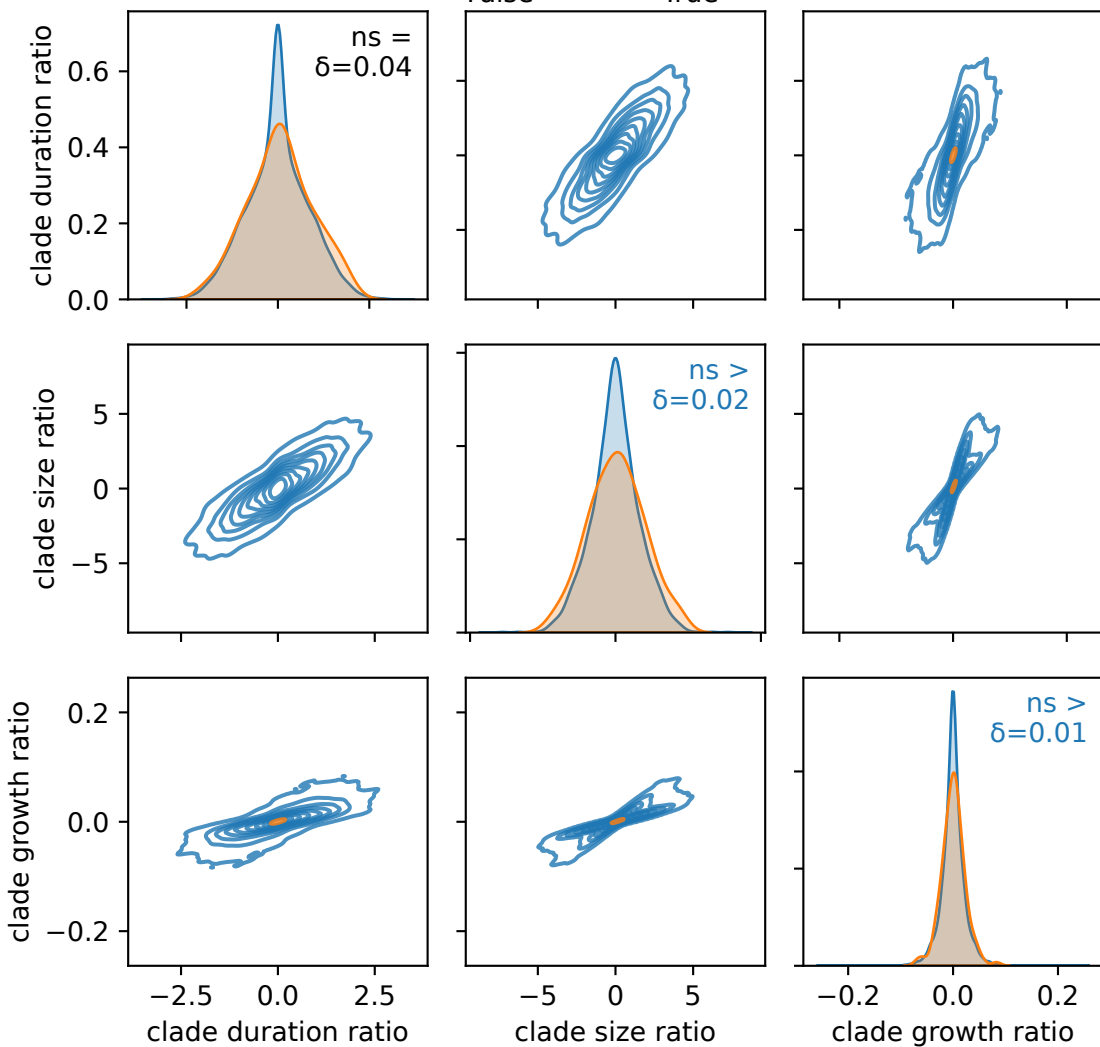 clade duration ratio
0.6
0.4
0.2
0.0
ns =
δ=0.04
clade size ratio
5
0
−5
ns >
δ=0.02
clade growth ratio
0.2
0.0
−0.2
ns >
δ=0.01
−2.5 0.0 2.5
−5 0 5
−0.2 0.0 0.2
clade duration ratio
clade size ratio
clade growth ratio